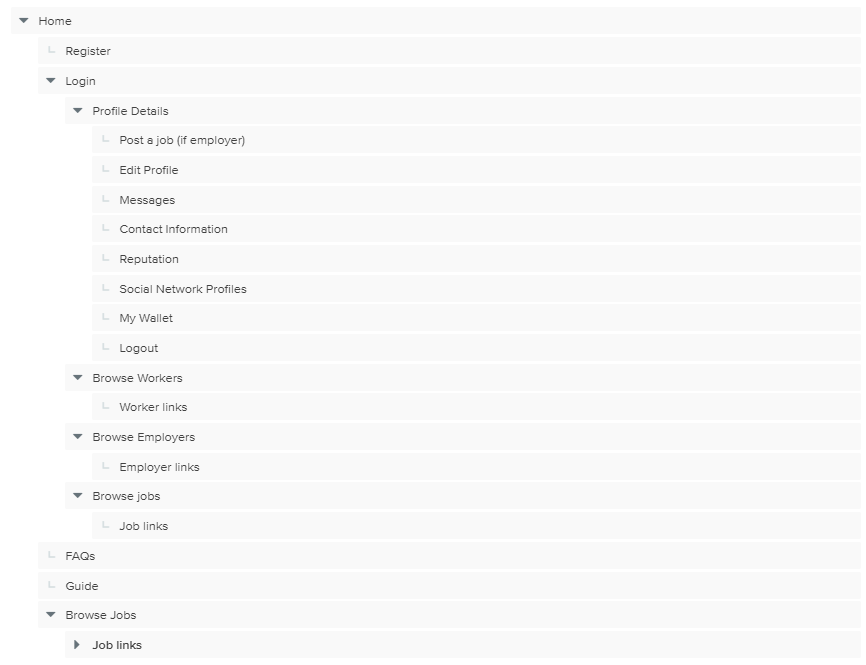 Home
Register
Login
Profile Details
Post a job (if employer)
Edit Profile
Messages
Contact Information
Reputation
Social Network Profiles
My Wallet
Logout
Browse Workers
Worker links
Browse Employers
Employer links
Browse jobs
Job links
FAQs
Guide
Browse Jobs
Job links